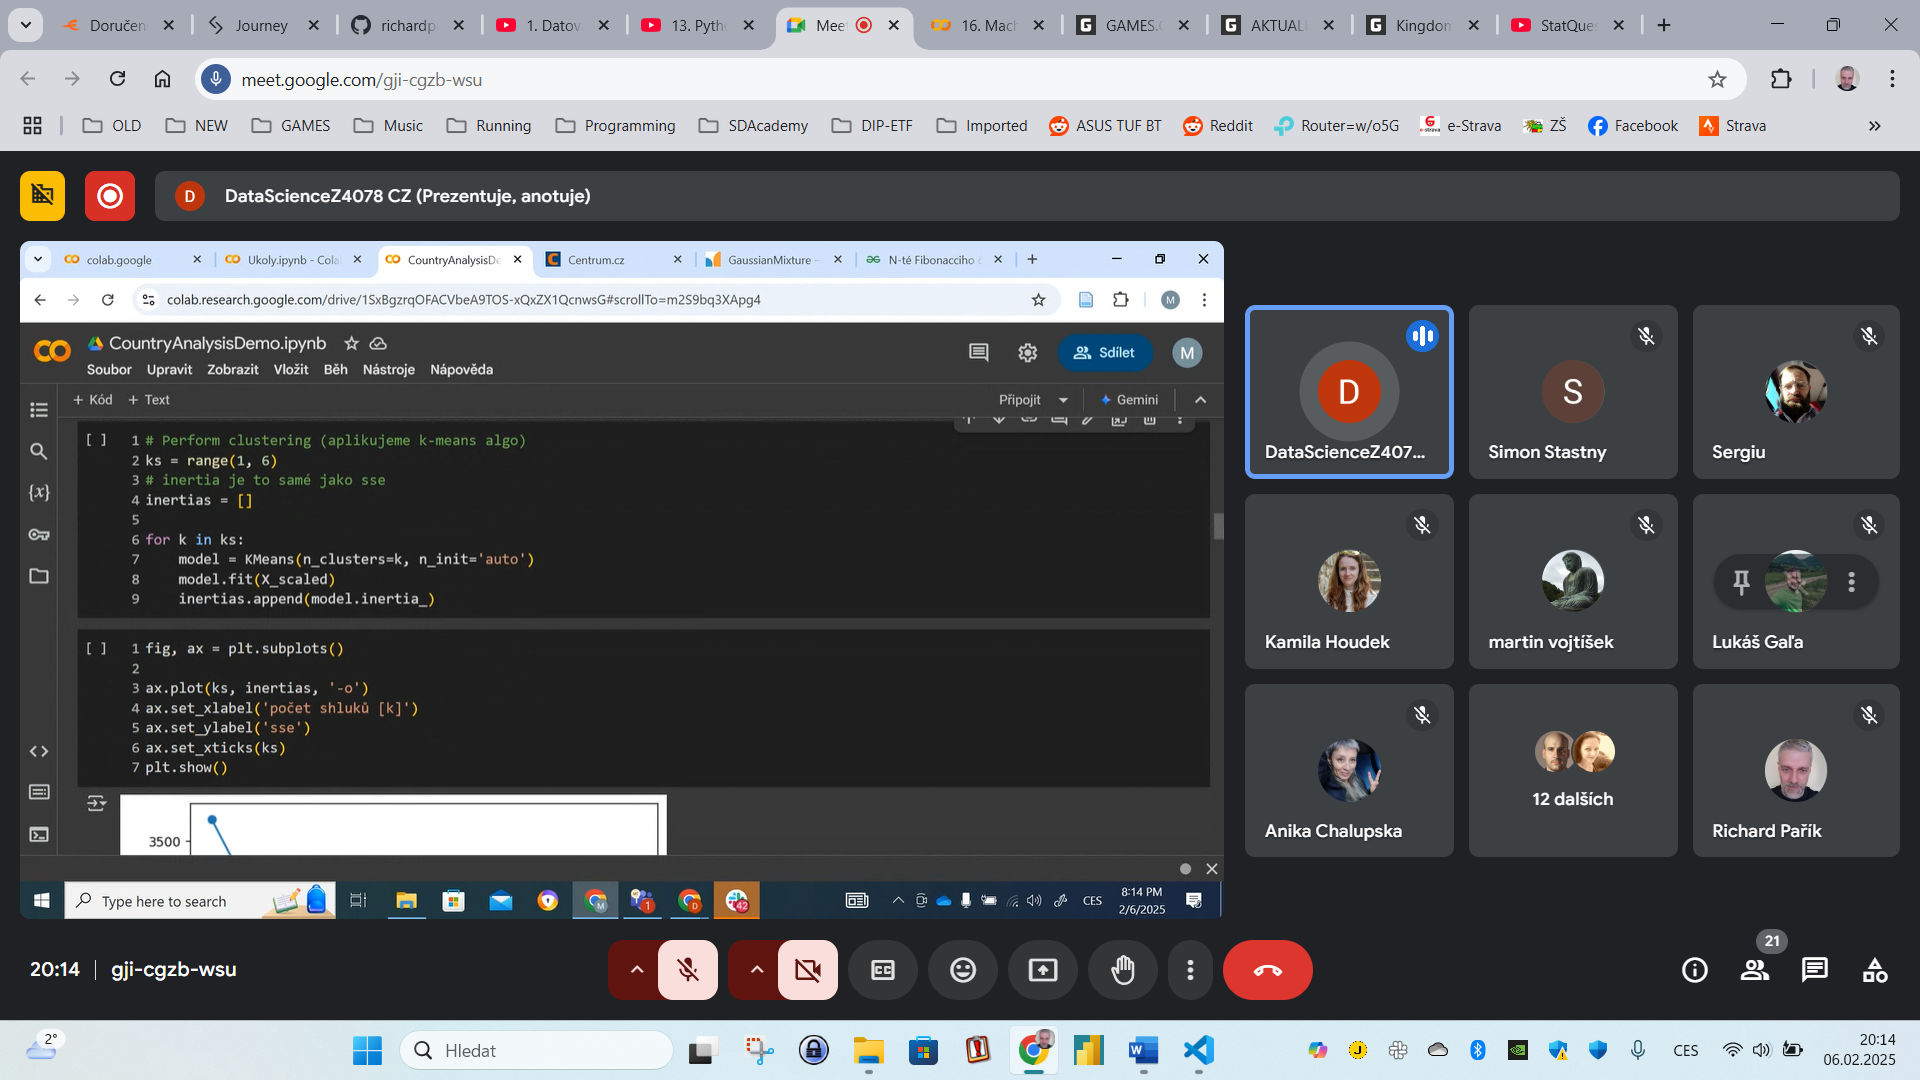 Doručen
Journey
richardp
1. Datov
13. Pyth
Meet
16. Mach
GAMES.
AKTUAL
Kingdom
StatQues
meet.google.com/gji-cgzb-wsu
OLD
NEW
GAMES
Music
Running
Programming
SDAcademy
DIP-ETF
Imported
ASUS TUF BT
Reddit
Router=w/o5G
e-Strava
ZŠ
Facebook
Strava
D
DataScienceZ4078 CZ (Prezentuje, anotuje)
colab.google
Ukoly.ipynb - Cola
CountryAnalysisDe
Centrum.cz
GaussianMixture –
N-té Fibonacciho
colab.research.google.com/drive/1SxBgzrqOFACVbeA9TOS-xQxZX1QcnwsG#scrollTo=m2S9bq3XApg4
M
CountryAnalysisDemo.ipynb
Sdílet
M
Soubor Upravit Zobrazit Vložit Běh Nástroje Nápověda
+ Kód + Text
Připojit
Gemini
[ ] 1 # Perform clustering (aplikujeme k-means algo)
2 ks = range(1, 6)
3 # inertia je to samé jako sse
4 inertias = []
5
6 for k in ks:
7 model = KMeans(n_clusters=k, n_init='auto')
8 model.fit(X_scaled)
9 inertias.append(model.inertia_)
[ ] 1 fig, ax = plt.subplots()
2
3 ax.plot(ks, inertias, '-o')
4 ax.set_xlabel('počet shluků [k]')
5 ax.set_ylabel('sse')
6 ax.set_xticks(ks)
7 plt.show()
3500
Type here to search
CES
8:14 PM
2/6/2025
D
DataScienceZ407...
S
Simon Stastny
Sergiu
Kamila Houdek
martin vojtíšek
Lukáš Gaľa
Anika Chalupska
12 dalších
Richard Pařík
20:14
gji-cgzb-wsu
21
2°
Hledat
CES
20:14
06.02.2025